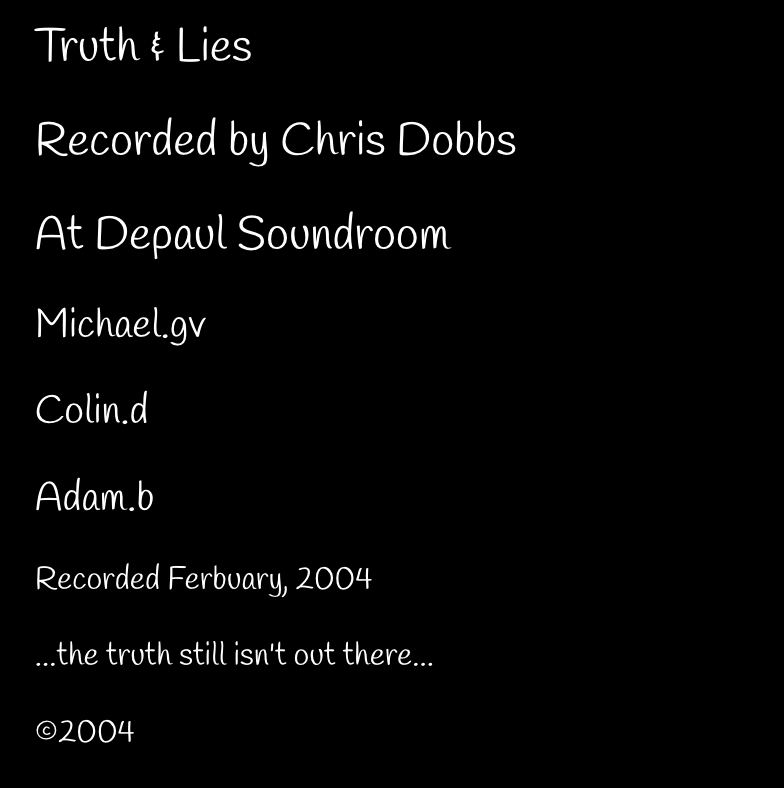 Truth & Lies
Recorded by Chris Dobbs
At Depaul Soundroom
Michael.gv
Colin.d
Adam.b
Recorded Ferbuary, 2004
...the truth still isn't out there...
©2004